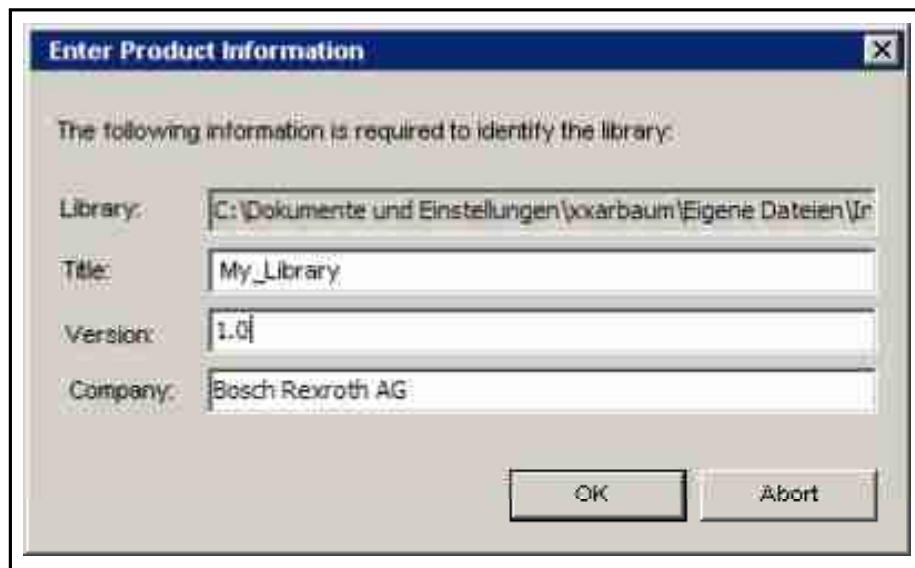 Enter Product Information
The following information is required to identify the library:
Library: C:\Dokumente und Einstellungen\xxarbaum\Eigene Dateien\In
Title: My_Library
Version: 1.0
Company: Bosch Rexroth AG
OK Abort